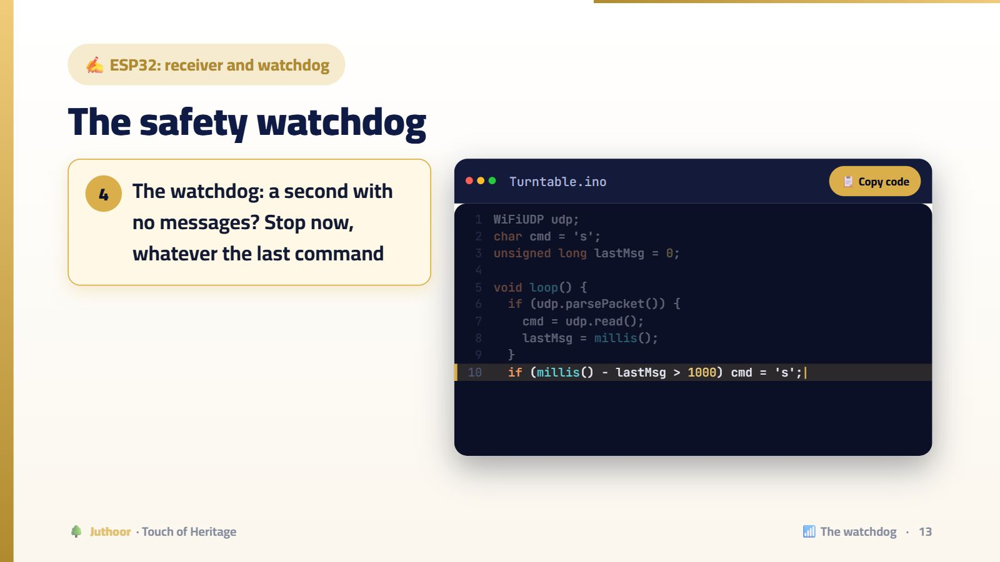 ✍️ ESP32: receiver and watchdog
The safety watchdog
4
The watchdog: a second with
no messages? Stop now,
whatever the last command
Turntable.ino
📋 Copy code
1 WiFiUDP udp;
2 char cmd = 's';
3 unsigned long lastMsg = 0;
4
5 void loop() {
6   if (udp.parsePacket()) {
7     cmd = udp.read();
8     lastMsg = millis();
9   }
10   if (millis() - lastMsg > 1000) cmd = 's';
🌳 Juthoor · Touch of Heritage
📊 The watchdog · 13